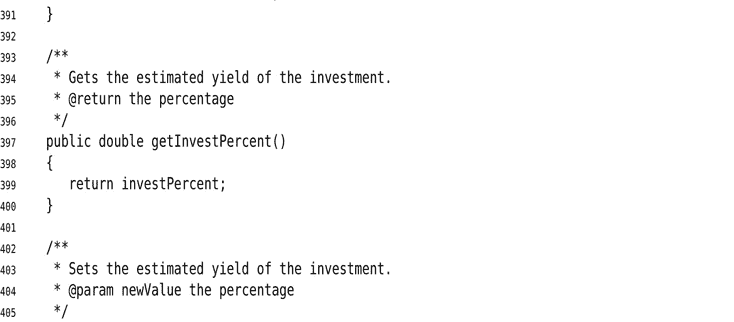 391    }
392
393    /**
394     * Gets the estimated yield of the investment.
395     * @return the percentage
396     */
397    public double getInvestPercent()
398    {
399       return investPercent;
400    }
401
402    /**
403     * Sets the estimated yield of the investment.
404     * @param newValue the percentage
405     */